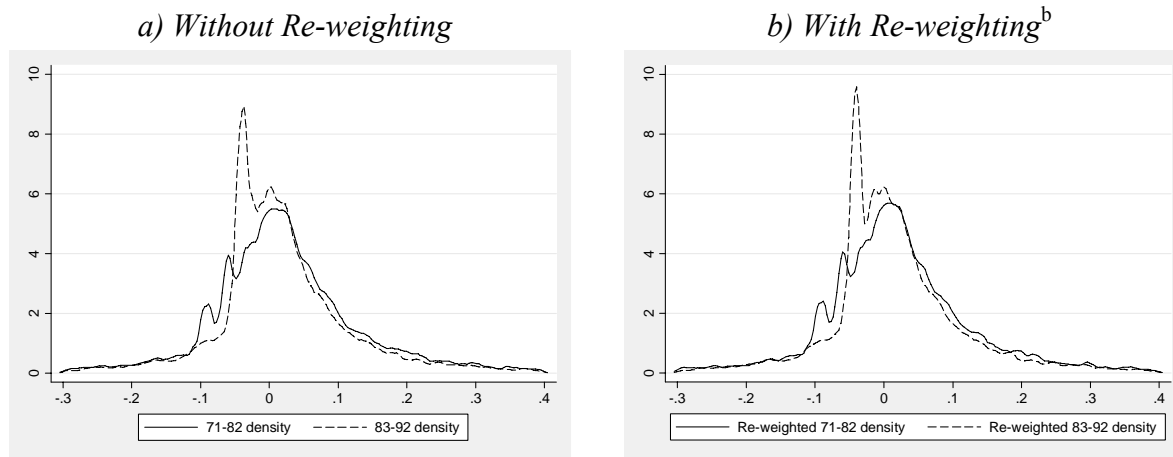 a) Without Re-weighting
10
8
6
4
2
0
-.3 -.2 -.1 0 .1 .2 .3 .4
71-82 density 83-92 density
b) With Re-weighting^b
10
8
6
4
2
0
-.3 -.2 -.1 0 .1 .2 .3 .4
Re-weighted 71-82 density Re-weighted 83-92 density